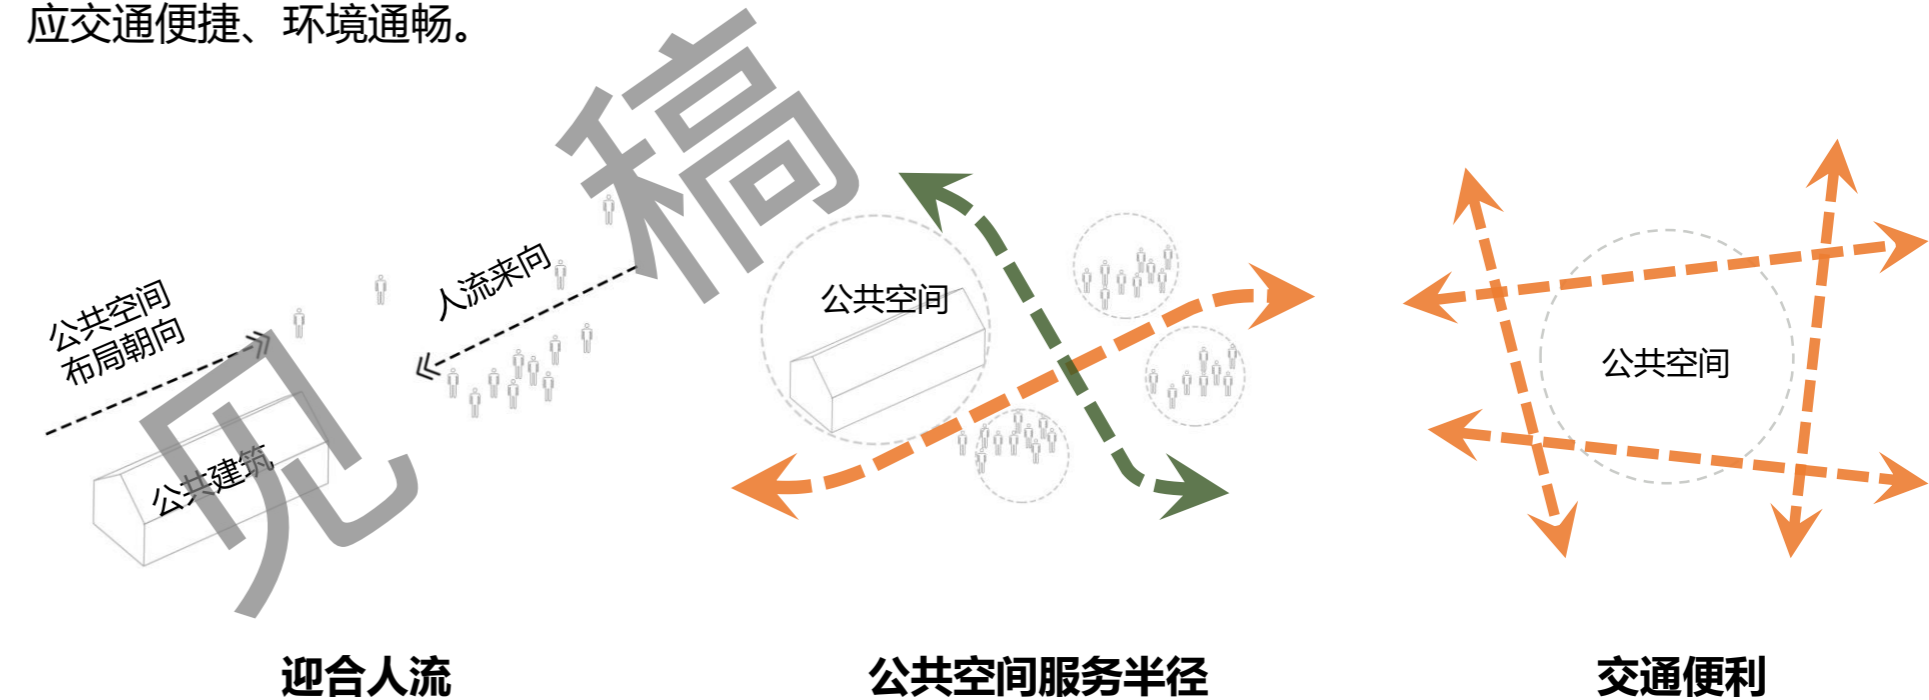 应交通便捷、环境通畅。
稿
见
公共空间
布局朝向
人流来向
公共建筑
公共空间
公共空间
迎合人流
公共空间服务半径
交通便利